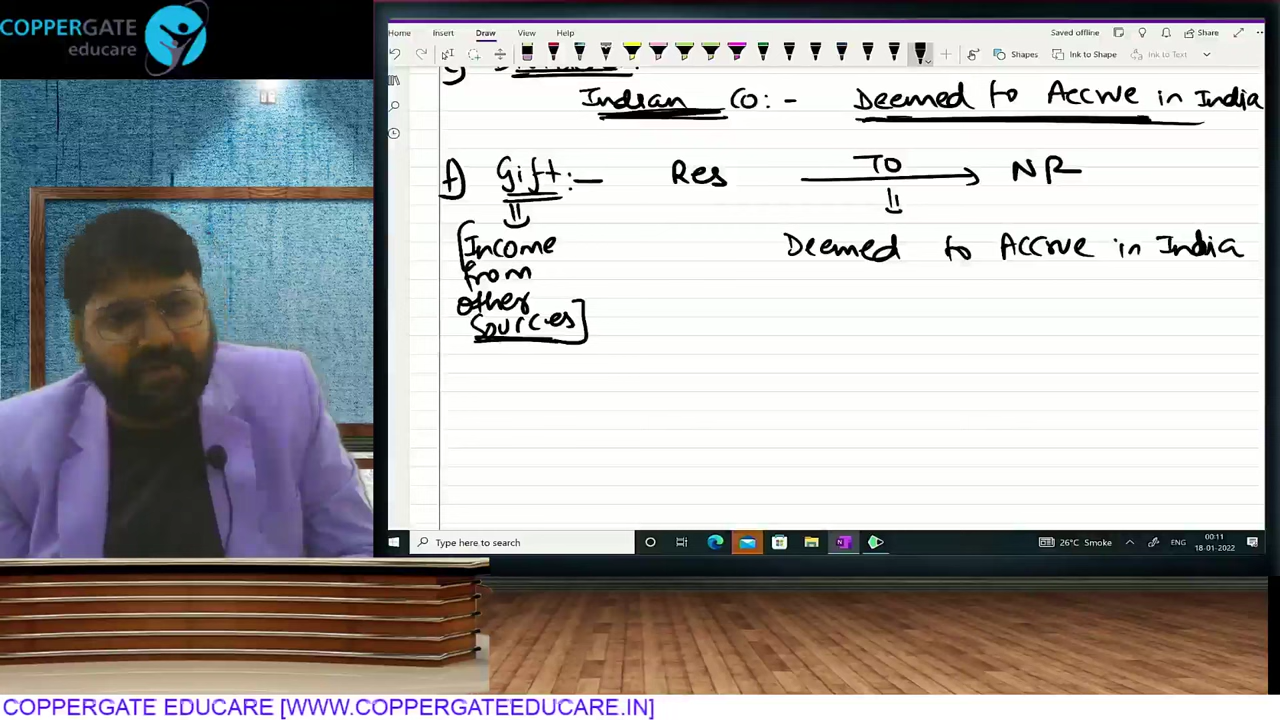 COPPERGATE
educare
Home Insert Draw View Help
Saved offline
Share
Shapes
Ink to Shape
Ink to Text
Indian Co:- Deemed to Accrue in India
f) Gift:- Res TO NR
[Income
from
other
Sources]
Deemed to Accrue in India
Type here to search
26°C Smoke
ENG
00:11
18-01-2022
COPPERGATE EDUCARE [WWW.COPPERGATEEDUCARE.IN]